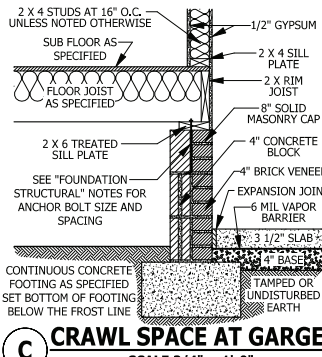 2 X 4 STUDS AT 16" O.C.
UNLESS NOTED OTHERWISE
SUB FLOOR AS
SPECIFIED
FLOOR JOIST
AS SPECIFIED
2 X 6 TREATED
SILL PLATE
SEE "FOUNDATION
STRUCTURAL" NOTES FOR
ANCHOR BOLT SIZE AND
SPACING
CONTINUOUS CONCRETE
FOOTING AS SPECIFIED
SET BOTTOM OF FOOTING
BELOW THE FROST LINE
1/2" GYPSUM
2 X 4 SILL
PLATE
2 X RIM
JOIST
8" SOLID
MASONRY CAP
4" CONCRETE
BLOCK
4" BRICK VENEE
EXPANSION JOIN
6 MIL VAPOR
BARRIER
3 1/2" SLAB
4" BASE
TAMPED OR
UNDISTURBED
EARTH
C
CRAWL SPACE AT GARGE